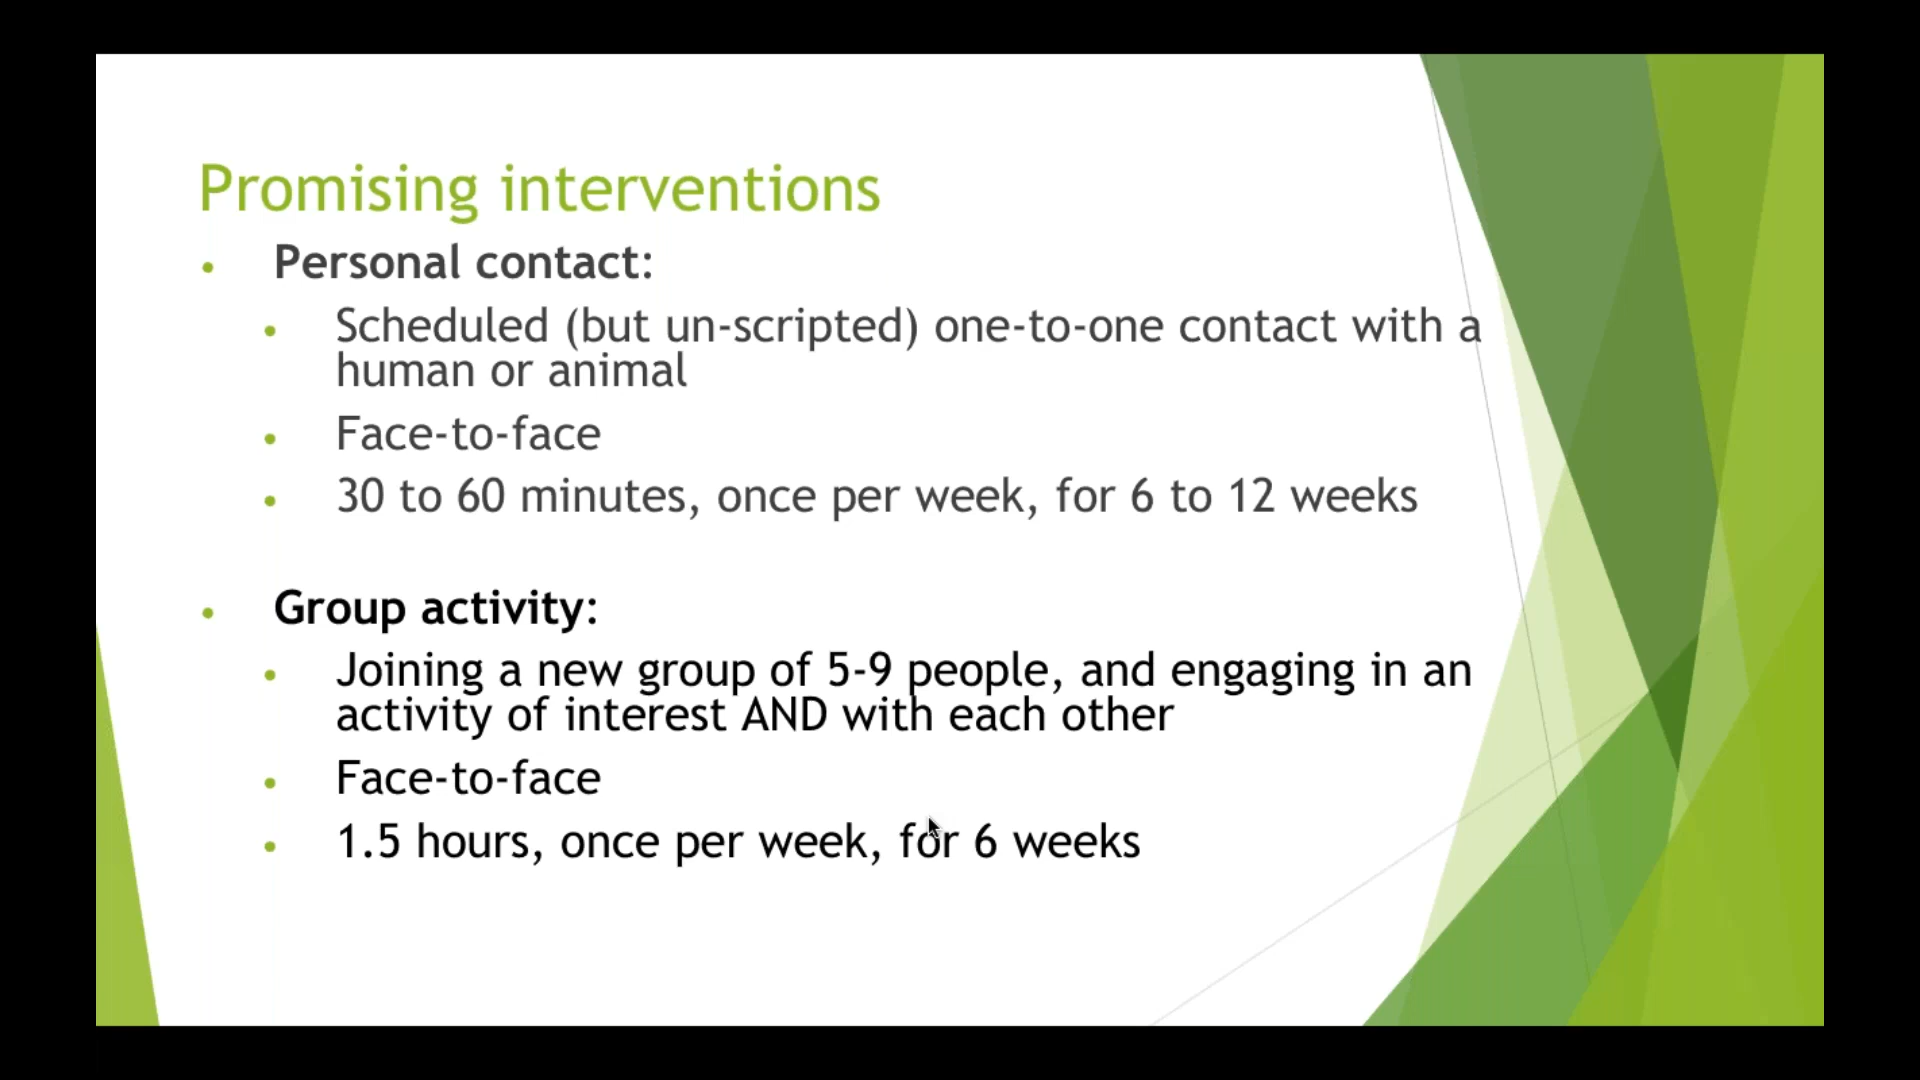 Promising interventions
• Personal contact:
• Scheduled (but un-scripted) one-to-one contact with a
human or animal
• Face-to-face
• 30 to 60 minutes, once per week, for 6 to 12 weeks
• Group activity:
• Joining a new group of 5-9 people, and engaging in an
activity of interest AND with each other
• Face-to-face
• 1.5 hours, once per week, for 6 weeks